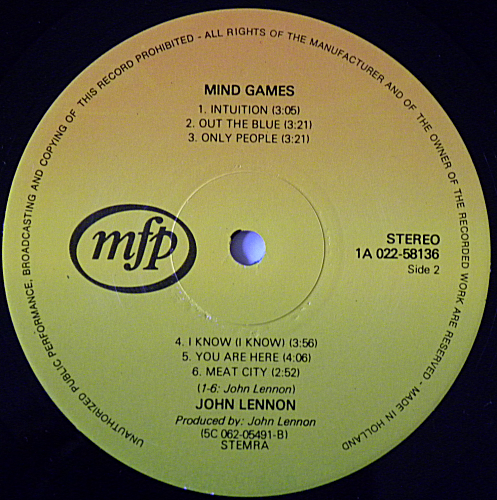 UNAUTHORIZED PUBLIC PERFORMANCE, BROADCASTING AND COPYING OF THIS RECORD PROHIBITED - ALL RIGHTS OF THE MANUFACTURER AND OF THE OWNER OF THE RECORDED WORK ARE RESERVED - MADE IN HOLLAND
MIND GAMES
1. INTUITION (3:05)
2. OUT THE BLUE (3:21)
3. ONLY PEOPLE (3:21)
mfp
STEREO
1A 022-58136
Side 2
4. I KNOW (I KNOW) (3:56)
5. YOU ARE HERE (4:06)
6. MEAT CITY (2:52)
(1-6: John Lennon)
JOHN LENNON
Produced by: John Lennon
(5C 062-05491-B)
STEMRA